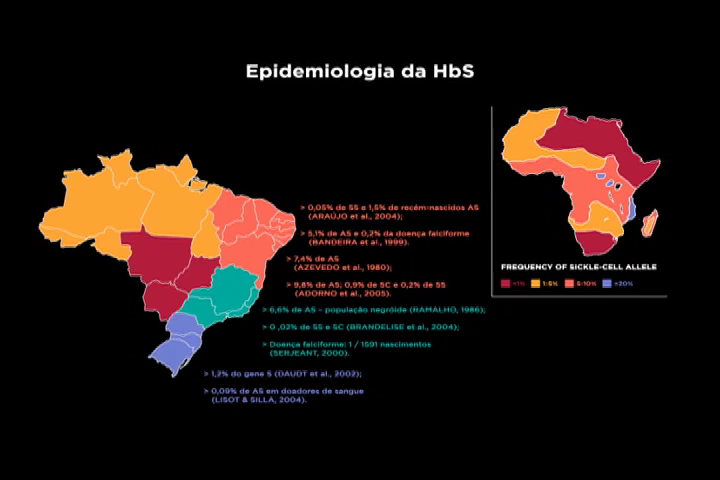 Epidemiologia da HbS
> 0,05% de SS e 1,5% de recém-nascidos AS
(ARAÚJO et al., 2004);
> 5,1% de AS e 0,2% da doença falciforme
(BANDEIRA et al., 1999).
> 7,4% de AS
(AZEVEDO et al., 1980);
> 9,8% de AS; 0,9% de SC e 0,2% de SS
(ADORNO et al., 2005).
> 6,6% de AS - população negróide (RAMALHO, 1986);
> 0 ,02% de SS e SC (BRANDELISE et al., 2004);
> Doença falciforme: 1 / 1591 nascimentos
(SERJEANT, 2000).
> 1,2% do gene S (DAUDT et al., 2002);
> 0,09% de AS em doadores de sangue
(LISOT & SILLA, 2004).
FREQUENCY OF SICKLE-CELL ALLELE
<1% 1-5% 5-10% >20%